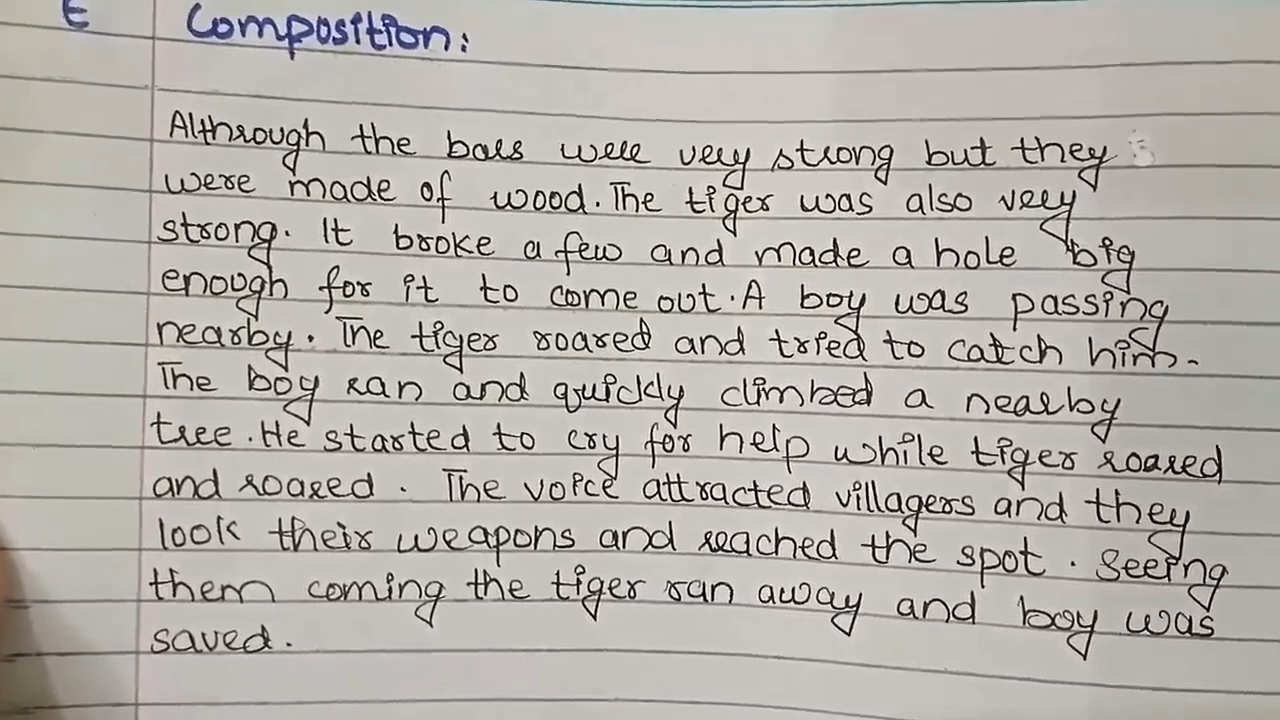 E Composition:
Althrough the bars were very strong but they
were made of wood. The tiger was also very
strong. It broke a few and made a hole big
enough for it to come out. A boy was passing
nearby. The tiger roared and tried to catch him.
The boy ran and quickly climbed a nearby
tree. He started to cry for help while tiger roared
and roared. The voice attracted villagers and they
look their weapons and reached the spot. Seeing
them coming the tiger ran away and boy was
saved.